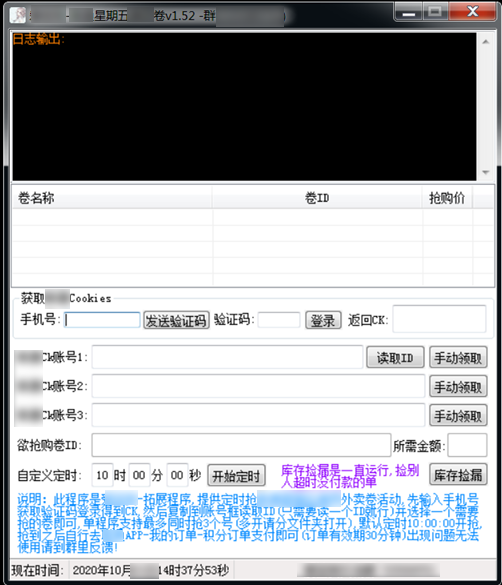 星期五 卷v1.52 -群 )
日志输出:
卷名称 卷ID 抢购价
获取 Cookies
手机号: 发送验证码 验证码: 登录 返回CK:
Ck账号1: 读取ID 手动领取
Ck账号2: 手动领取
Ck账号3: 手动领取
欲抢购卷ID: 所需金额:
自定义定时: 10 时 00 分 00 秒 开始定时 库存捡漏是一直运行, 捡别 库存捡漏
人超时没付款的单
说明: 此程序是 -拓展程序, 提供定时抢 外卖卷活动, 先输入手机号
获取验证码登录得到CK, 然后复制到账号框读取ID(只需要读一个ID就行)并选择一个需要
抢的卷即可, 单程序支持最多同时抢3个号(多开请分文件夹打开), 默认定时10:00:00开抢,
抢到之后自行去 APP-我的订单-积分订单支付即可(订单有效期30分钟)出现问题无法
使用请到群里反溃!
现在时间: 2020年10月 14时37分53秒